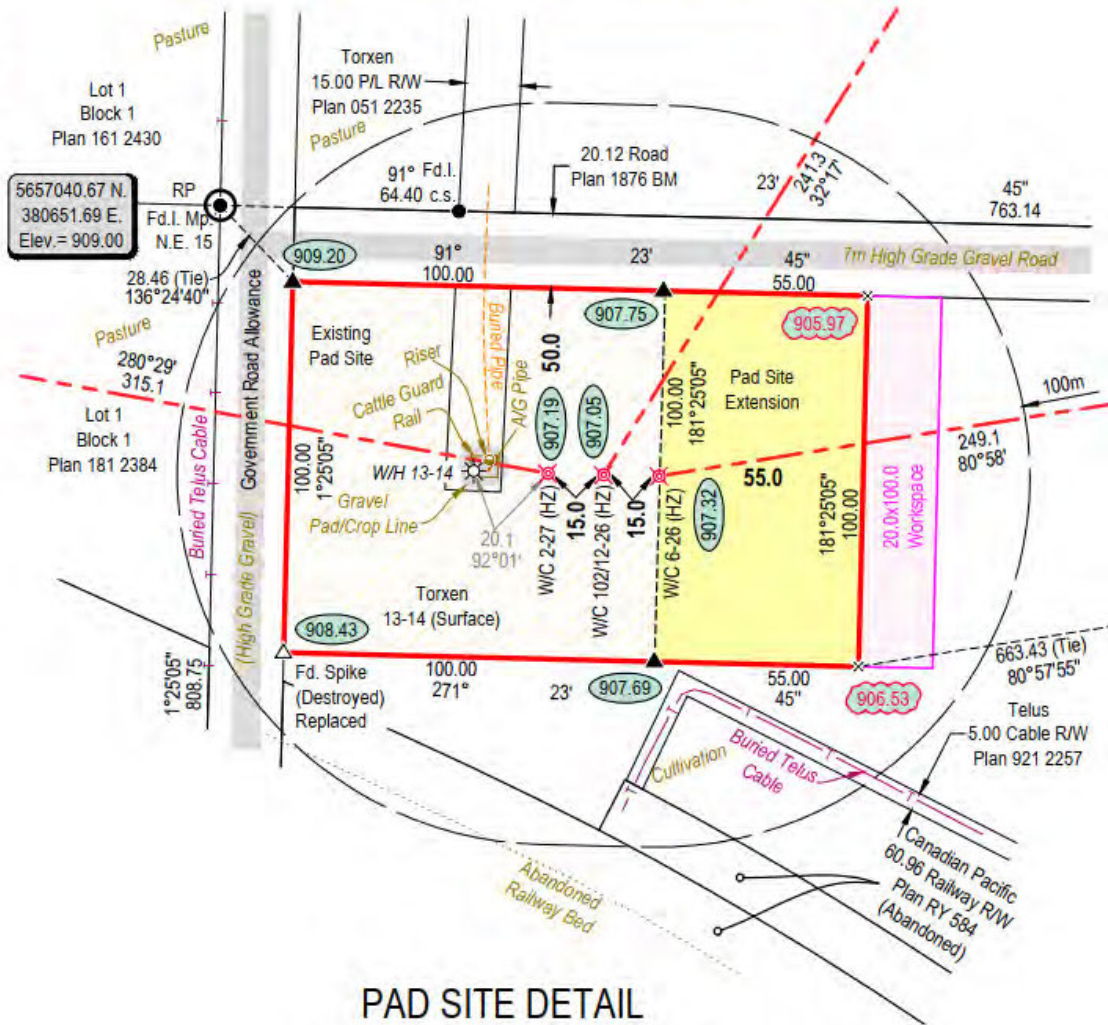 Pasture
Lot 1
Block 1
Plan 161 2430
Torxen
15.00 P/L R/W
Plan 051 2235
Pasture
20.12 Road
Plan 1876 BM
241.3
32°17'
5657040.67 N.
380651.69 E.
Elev.= 909.00
RP
Fd.I. Mp.
N.E. 15
91° Fd.I.
64.40 c.s.
23'
45"
763.14
28.46 (Tie)
136°24'40"
909.20
91°
100.00
23'
45"
55.00
7m High Grade Gravel Road
Pasture
280°29'
315.1
Government Road Allowance
(High Grade Gravel)
Buried Telus Cable
Existing
Pad Site
Buried Pipe
Riser
Cattle Guard
Rail
A/G Pipe
50.0
907.75
905.97
907.19
907.05
100.00
181°25'05"
Pad Site
Extension
100m
Lot 1
Block 1
Plan 181 2384
100.00
1°25'05"
W/H 13-14
Gravel
Pad/Crop Line
20.1
92°01'
W/C 2-27 (HZ)
15.0
W/C 102/12-26 (HZ)
15.0
W/C 6-26 (HZ)
907.32
55.0
181°25'05"
100.00
20.0x100.0
Workspace
249.1
80°58'
Torxen
13-14 (Surface)
908.43
1°25'05"
808.75
Fd. Spike
(Destroyed)
Replaced
100.00
271°
23'
907.69
55.00
45"
906.53
663.43 (Tie)
80°57'55"
Telus
5.00 Cable R/W
Plan 921 2257
Cultivation
Buried Telus
Cable
Canadian Pacific
60.96 Railway R/W
Plan RY 584
(Abandoned)
Abandoned
Railway Bed
PAD SITE DETAIL